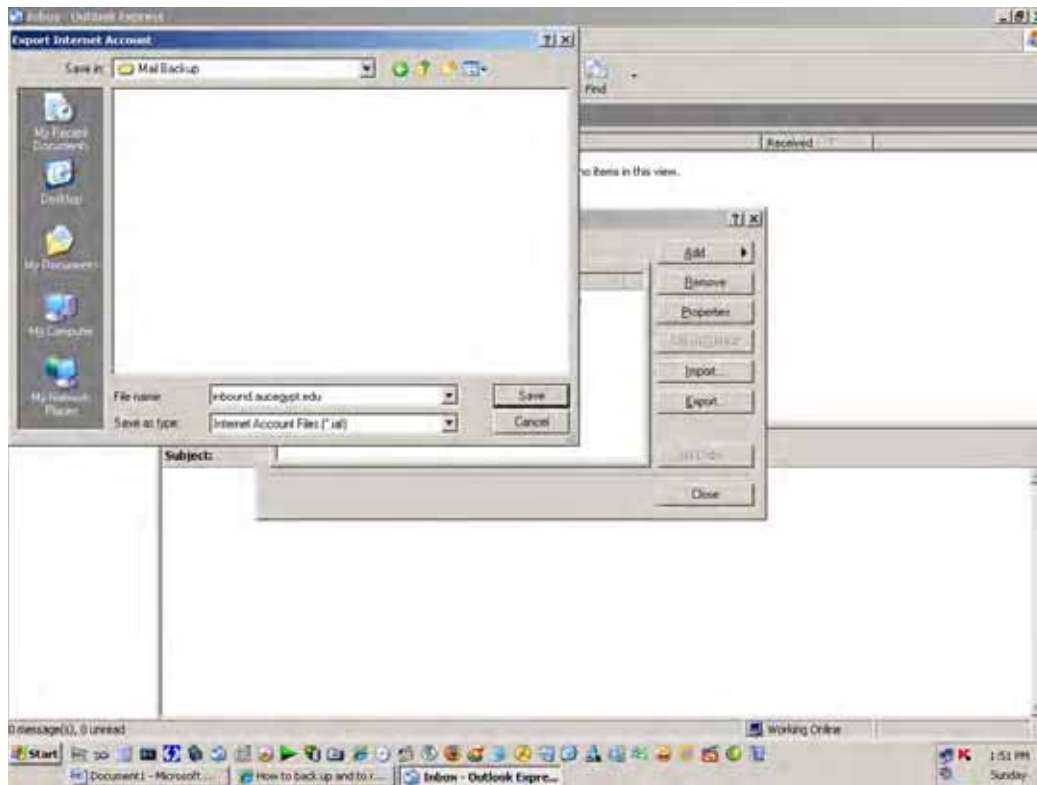 Inbox - Outlook Express
Export Internet Account
Save in:
Mail Backup
Find
My Recent
Documents
Desktop
My Documents
My Computer
My Network
Places
Received
no items in this view.
Add
Remove
Properties
Import...
Export...
Close
File name:
inbound.aucegypt.edu
Save
Save as type:
Internet Account Files (*.iaf)
Cancel
Subject:
0 message(s), 0 unread
Working Online
Start
1:51 PM
Document1 - Microsoft ...
How to back up and to r...
Inbox - Outlook Expre...
Sunday